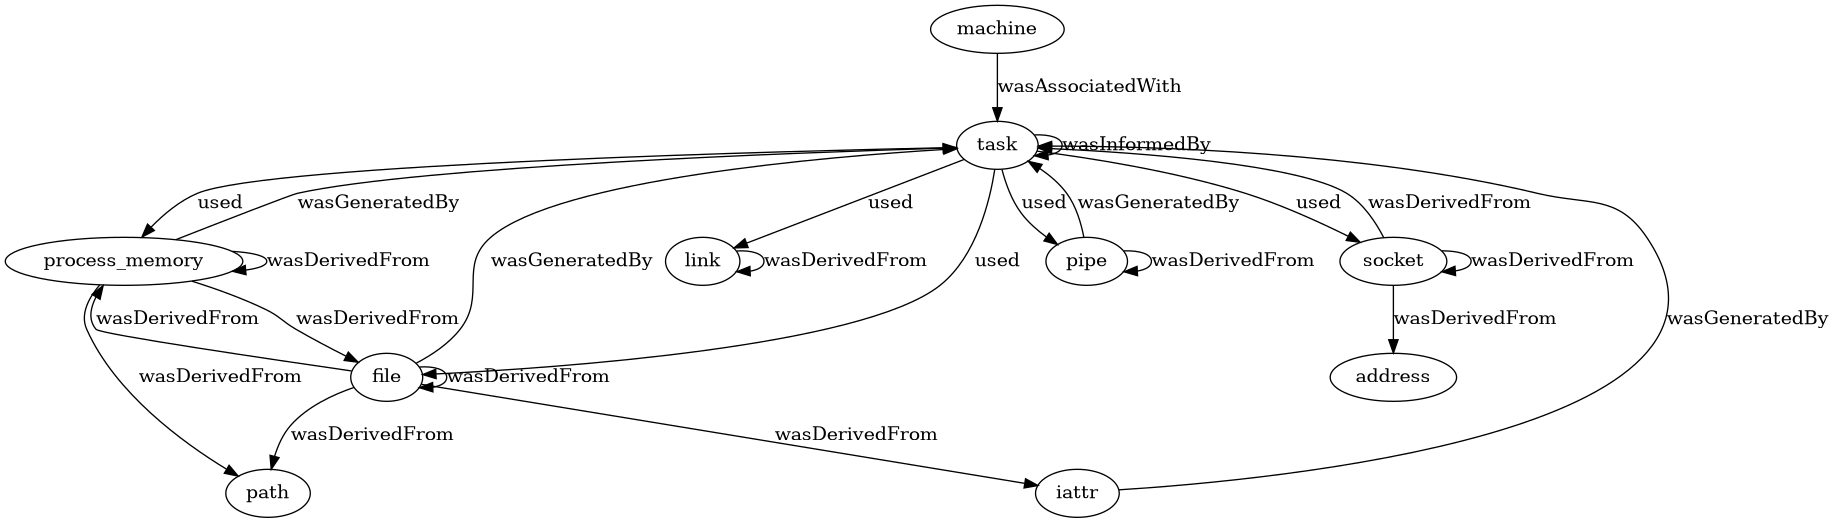 machine
wasAssociatedWith
task
wasInformedBy
used
wasGeneratedBy
used
used
wasGeneratedBy
used
wasDerivedFrom
process_memory
wasDerivedFrom
wasGeneratedBy
link
wasDerivedFrom
used
pipe
wasDerivedFrom
socket
wasDerivedFrom
wasDerivedFrom
wasDerivedFrom
wasDerivedFrom
wasGeneratedBy
wasDerivedFrom
file
wasDerivedFrom
address
wasDerivedFrom
wasDerivedFrom
path
iattr